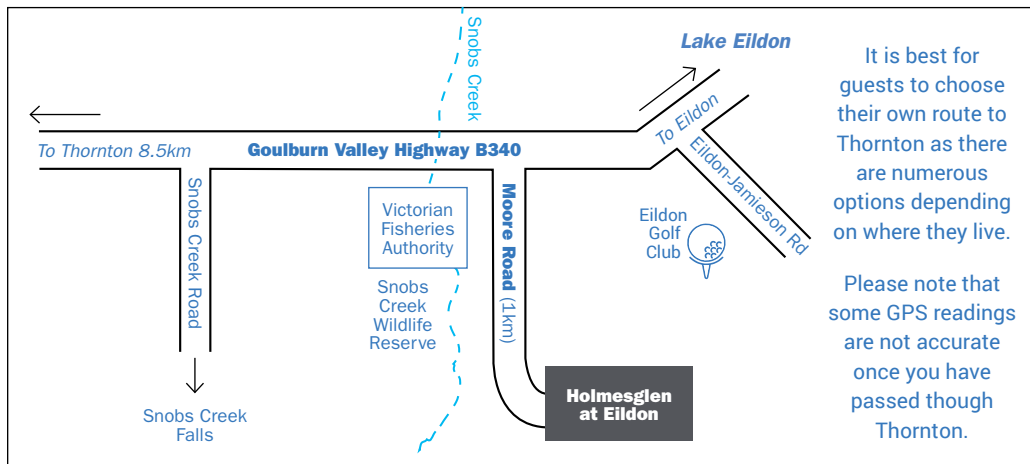 Snobs Creek
Lake Eildon
To Thornton 8.5km
Goulburn Valley Highway B340
To Eildon
Eildon-Jamieson Rd
Snobs Creek Road
Victorian
Fisheries
Authority
Moore Road (1km)
Eildon
Golf
Club
Snobs
Creek
Wildlife
Reserve
Holmesglen
at Eildon
Snobs Creek
Falls
It is best for
guests to choose
their own route to
Thornton as there
are numerous
options depending
on where they live.
Please note that
some GPS readings
are not accurate
once you have
passed though
Thornton.